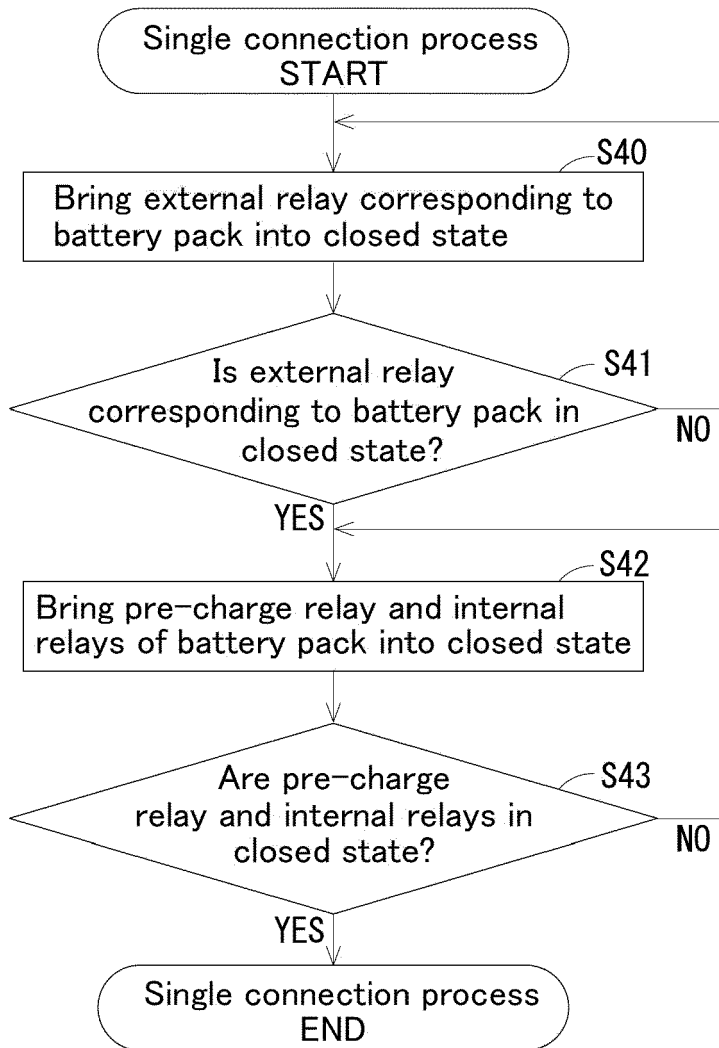 Single connection process
START
S40
Bring external relay corresponding to
battery pack into closed state
S41
Is external relay
corresponding to battery pack in
closed state?
NO
YES
S42
Bring pre-charge relay and internal
relays of battery pack into closed state
S43
Are pre-charge
relay and internal relays in
closed state?
NO
YES
Single connection process
END